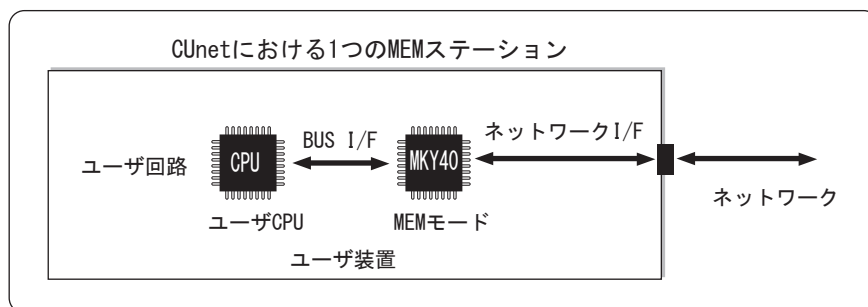 CUnetにおける1つのMEMステーション
ユーザ回路
CPU
BUS I/F
MKY40
ネットワークI/F
ネットワーク
ユーザCPU
MEMモード
ユーザ装置